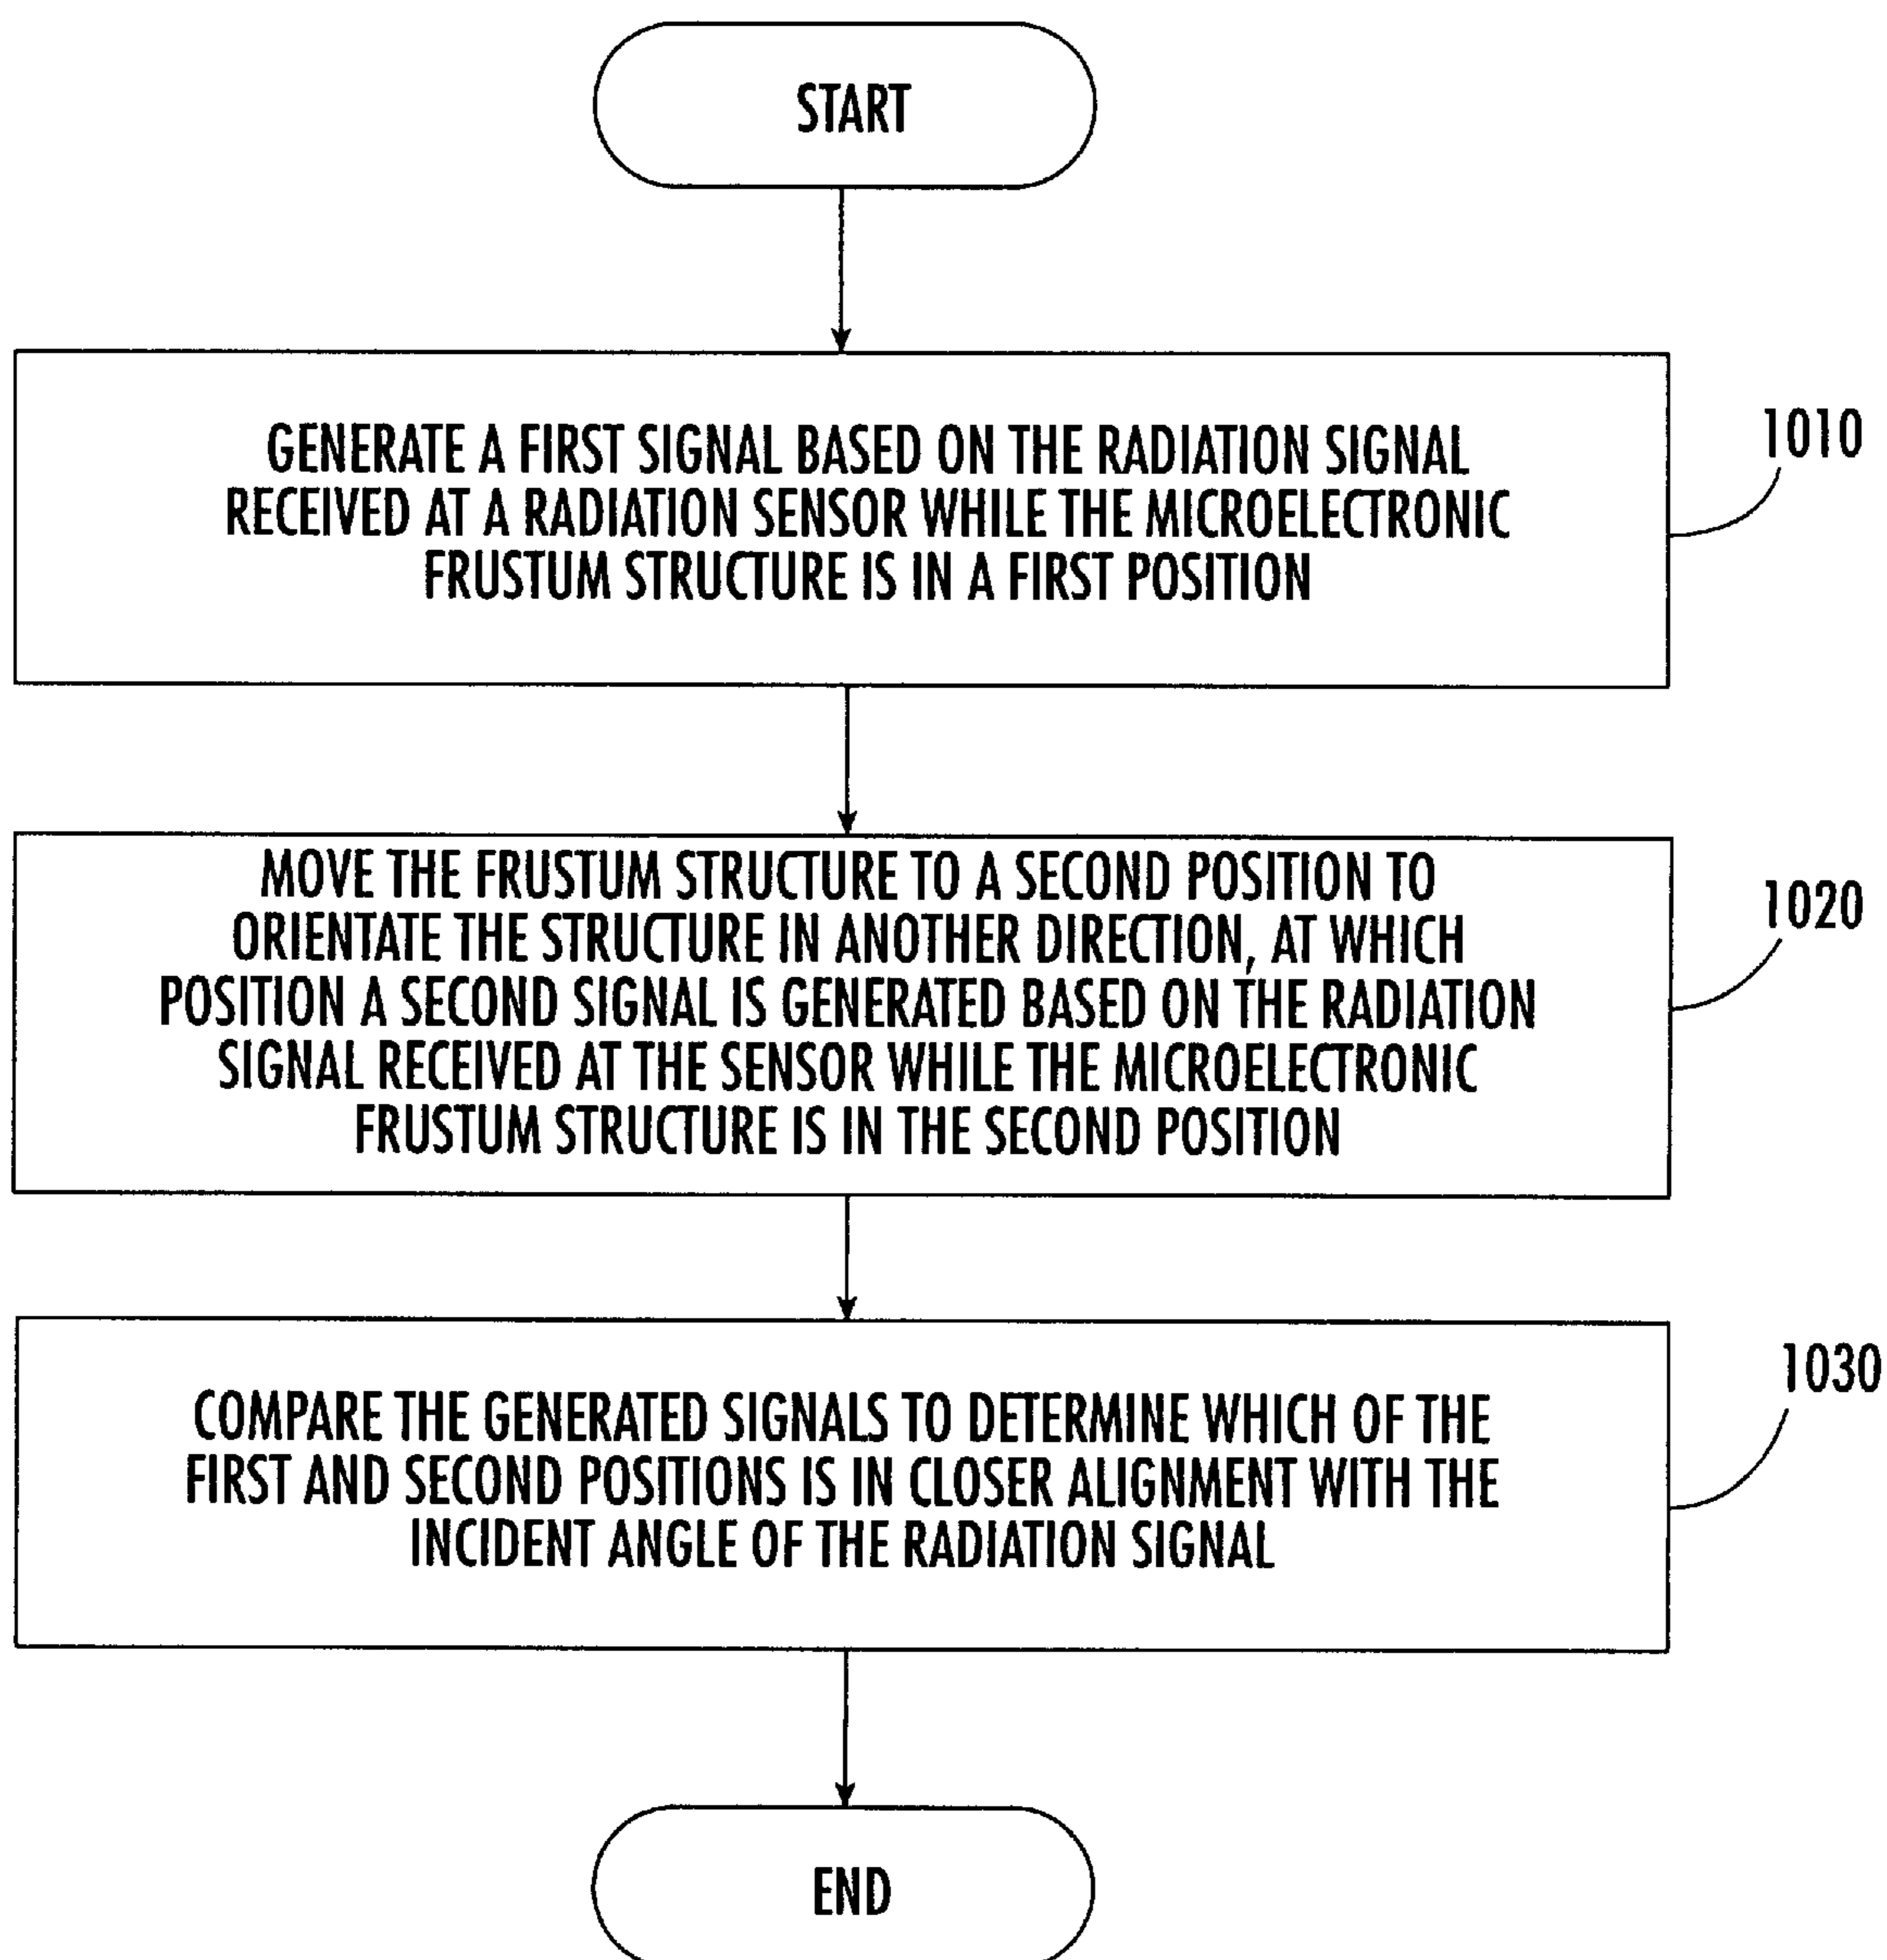 START
GENERATE A FIRST SIGNAL BASED ON THE RADIATION SIGNAL
RECEIVED AT A RADIATION SENSOR WHILE THE MICROELECTRONIC
FRUSTUM STRUCTURE IS IN A FIRST POSITION
1010
MOVE THE FRUSTUM STRUCTURE TO A SECOND POSITION TO
ORIENTATE THE STRUCTURE IN ANOTHER DIRECTION, AT WHICH
POSITION A SECOND SIGNAL IS GENERATED BASED ON THE RADIATION
SIGNAL RECEIVED AT THE SENSOR WHILE THE MICROELECTRONIC
FRUSTUM STRUCTURE IS IN THE SECOND POSITION
1020
COMPARE THE GENERATED SIGNALS TO DETERMINE WHICH OF THE
FIRST AND SECOND POSITIONS IS IN CLOSER ALIGNMENT WITH THE
INCIDENT ANGLE OF THE RADIATION SIGNAL
1030
END